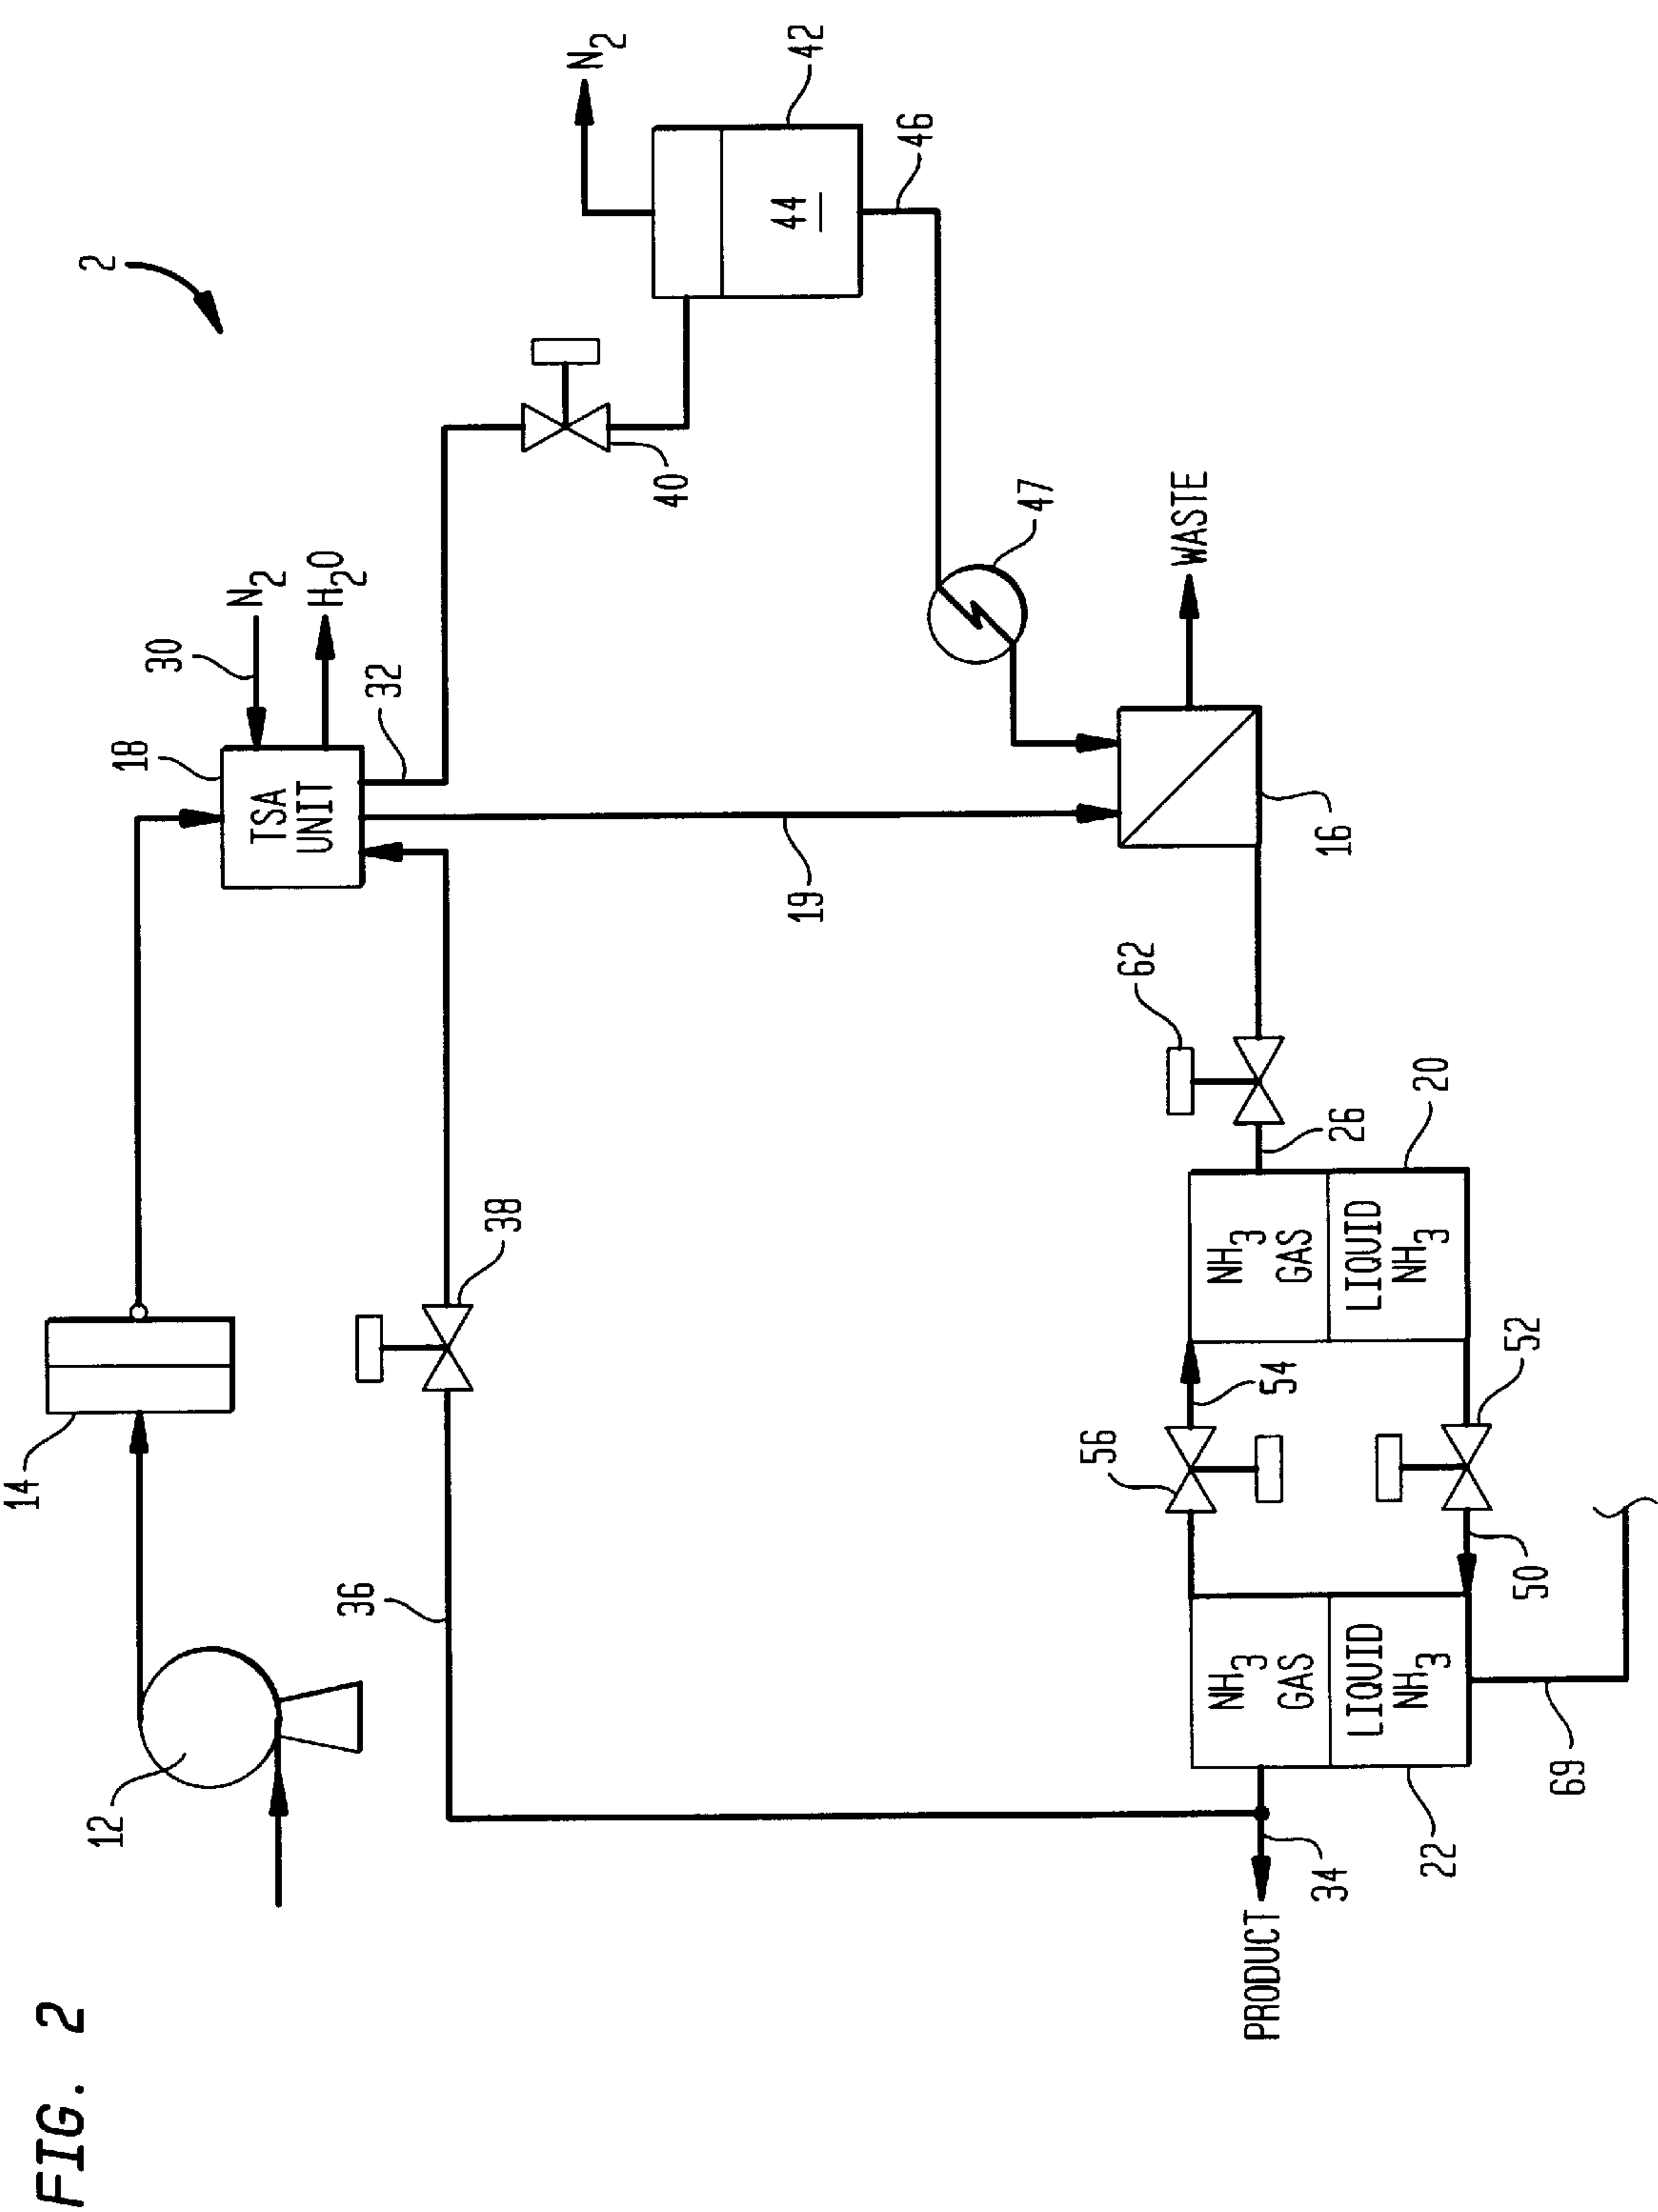 FIG. 2
2
12
14
18
TSA
UNIT
30
N2
H2O
32
36
38
40
N2
42
44
46
47
19
16
WASTE
62
26
20
NH3
GAS
LIQUID
NH3
54
56
52
50
NH3
GAS
LIQUID
NH3
22
69
34
PRODUCT